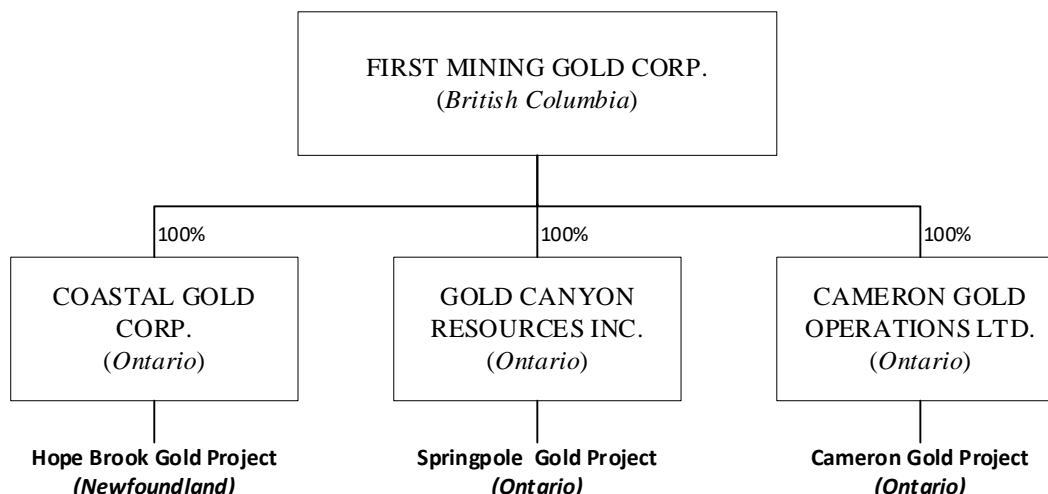 FIRST MINING GOLD CORP.
(British Columbia)
100%
100%
100%
COASTAL GOLD
CORP.
(Ontario)
GOLD CANYON
RESOURCES INC.
(Ontario)
CAMERON GOLD
OPERATIONS LTD.
(Ontario)
Hope Brook Gold Project
(Newfoundland)
Springpole Gold Project
(Ontario)
Cameron Gold Project
(Ontario)